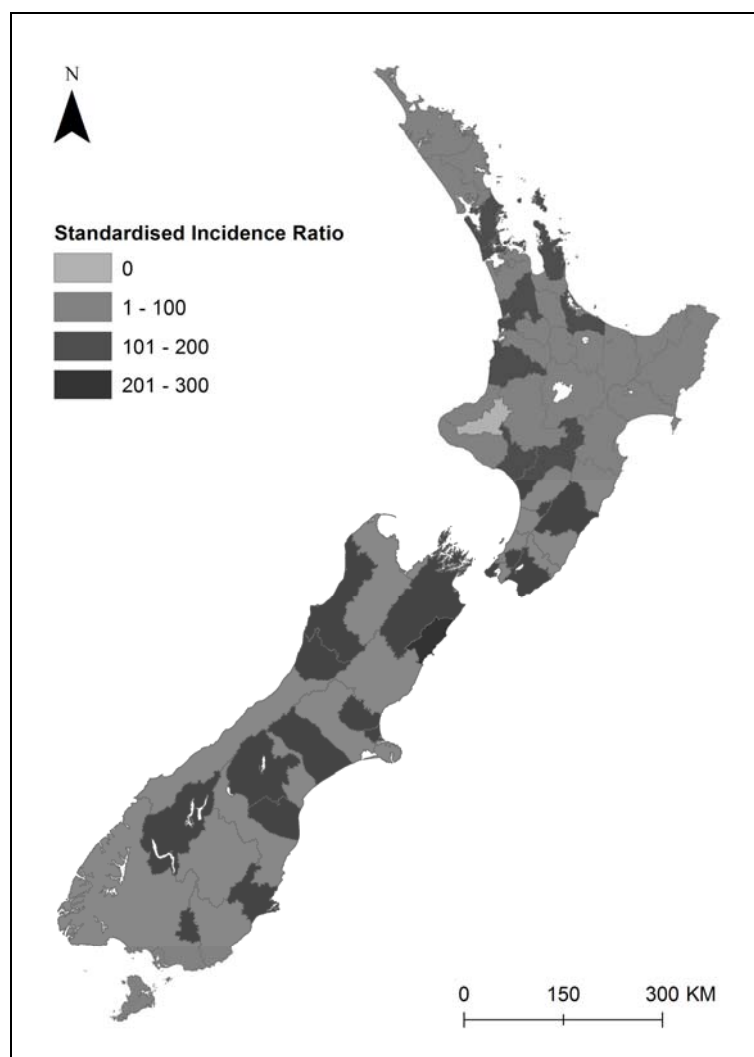 N
Standardised Incidence Ratio
0
1 - 100
101 - 200
201 - 300
0 150 300 KM